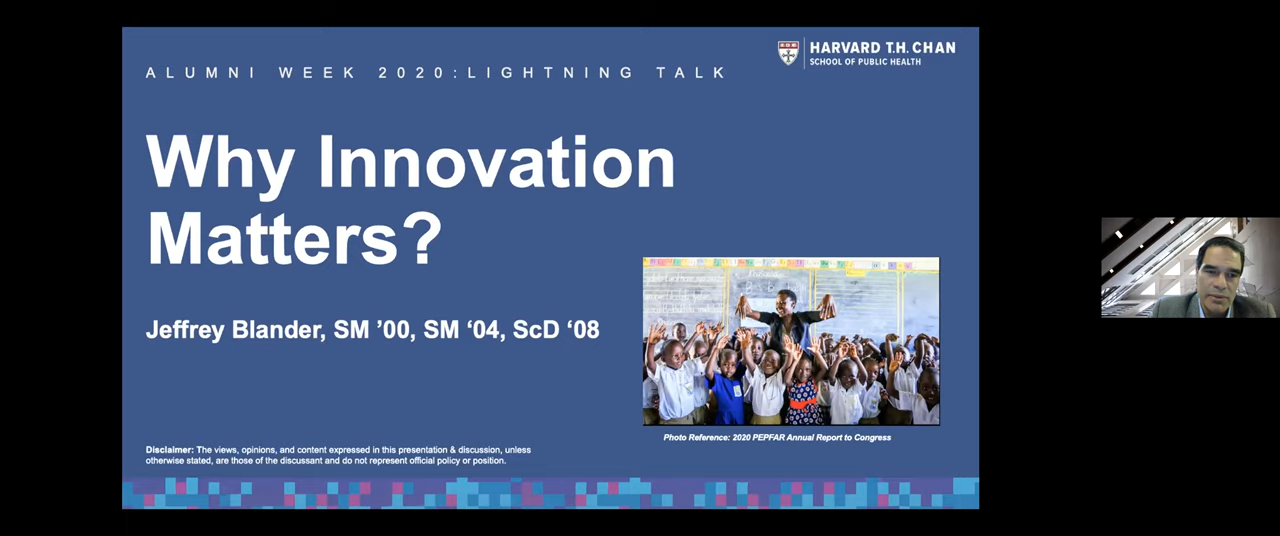 ALUMNI WEEK 2020:LIGHTNING TALK
HARVARD T.H. CHAN
SCHOOL OF PUBLIC HEALTH
Why Innovation
Matters?
Jeffrey Blander, SM ’00, SM ‘04, ScD ‘08
Photo Reference: 2020 PEPFAR Annual Report to Congress
Disclaimer: The views, opinions, and content expressed in this presentation & discussion, unless
otherwise stated, are those of the discussant and do not represent official policy or position.